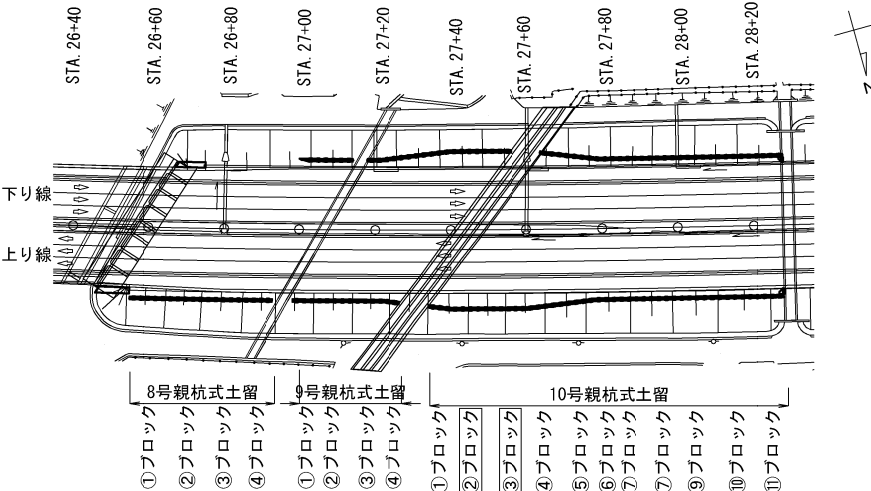 STA. 26+40
STA. 26+60
STA. 26+80
STA. 27+00
STA. 27+20
STA. 27+40
STA. 27+60
STA. 27+80
STA. 28+00
STA. 28+20
下り線
上り線
8号親杭式土留
9号親杭式土留
10号親杭式土留
①ブロック
②ブロック
③ブロック
④ブロック
①ブロック
②ブロック
③ブロック
④ブロック
①ブロック
②ブロック
③ブロック
④ブロック
⑤ブロック
⑥ブロック
⑦ブロック
⑦ブロック
⑨ブロック
⑩ブロック
⑪ブロック